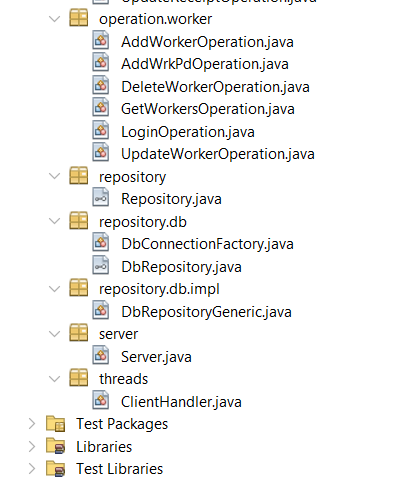 UpdateReceiptOperation.java
operation.worker
AddWorkerOperation.java
AddWrkPdOperation.java
DeleteWorkerOperation.java
GetWorkersOperation.java
LoginOperation.java
UpdateWorkerOperation.java
repository
Repository.java
repository.db
DbConnectionFactory.java
DbRepository.java
repository.db.impl
DbRepositoryGeneric.java
server
Server.java
threads
ClientHandler.java
Test Packages
Libraries
Test Libraries